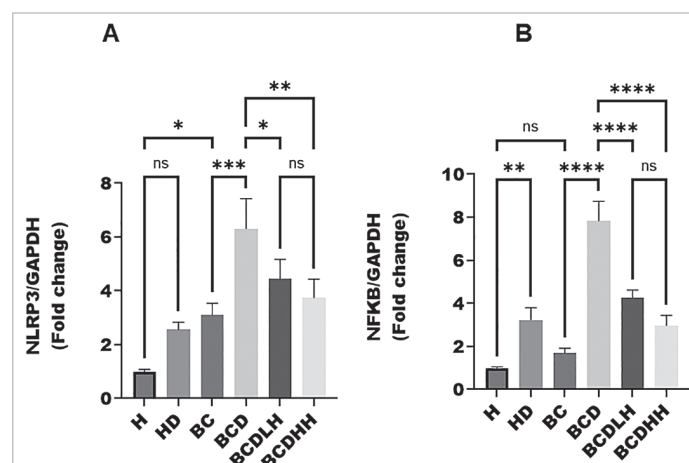 A
**
*
*
ns
***
ns
8
6
4
2
0
NLRP3/GAPDH
(Fold change)
H
HD
BC
BCD
BCDLH
BCDHH
B
****
ns
****
**
****
ns
10
8
6
4
2
0
NFKB/GAPDH
(Fold change)
H
HD
BC
BCD
BCDLH
BCDHH